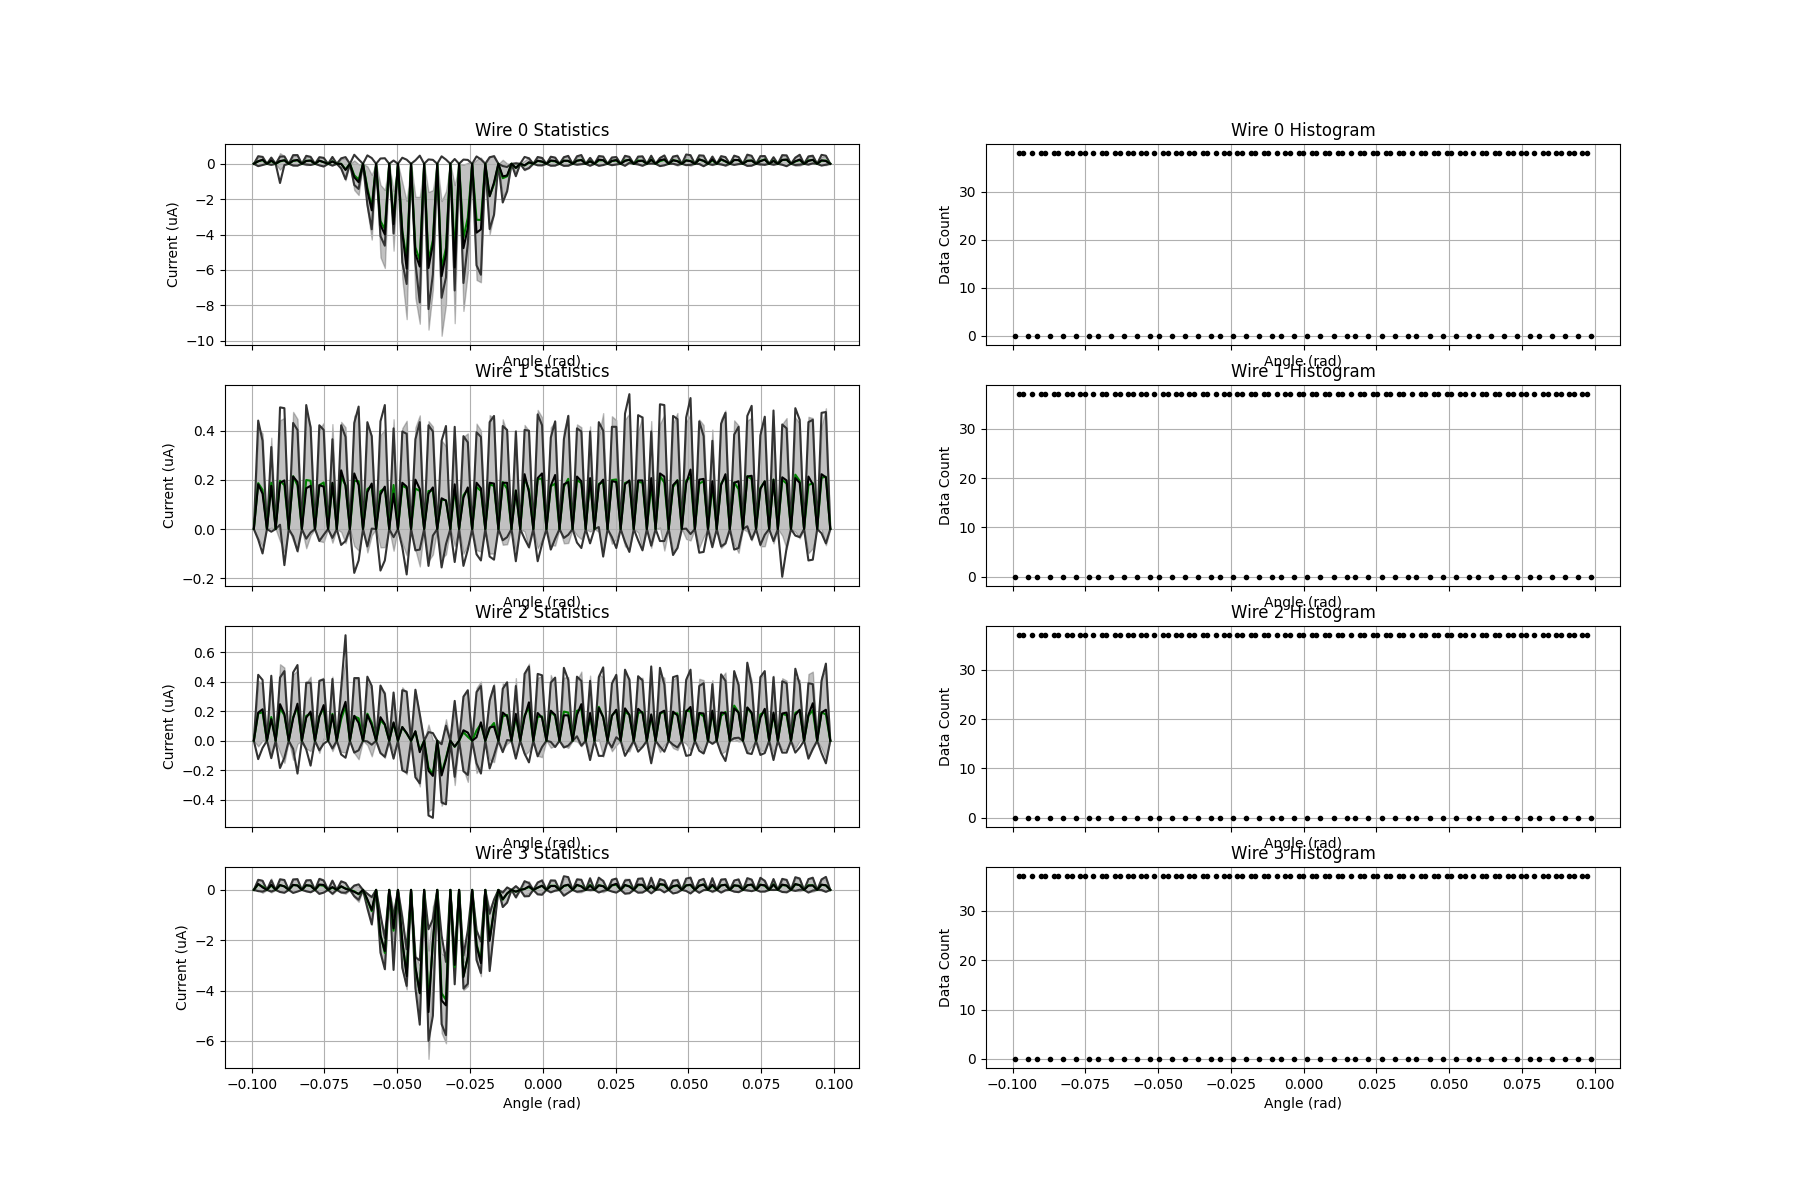 Wire 0 Statistics
Current (uA)
0
−2
−4
−6
−8
−10
Angle (rad)
Wire 0 Histogram
Data Count
30
20
10
0
Angle (rad)
Wire 1 Statistics
Current (uA)
0.4
0.2
0.0
−0.2
Angle (rad)
Wire 1 Histogram
Data Count
30
20
10
0
Angle (rad)
Wire 2 Statistics
Current (uA)
0.6
0.4
0.2
0.0
−0.2
−0.4
Angle (rad)
Wire 2 Histogram
Data Count
30
20
10
0
Angle (rad)
Wire 3 Statistics
Current (uA)
0
−2
−4
−6
−0.100 −0.075 −0.050 −0.025 0.000 0.025 0.050 0.075 0.100
Angle (rad)
Wire 3 Histogram
Data Count
30
20
10
0
−0.100 −0.075 −0.050 −0.025 0.000 0.025 0.050 0.075 0.100
Angle (rad)